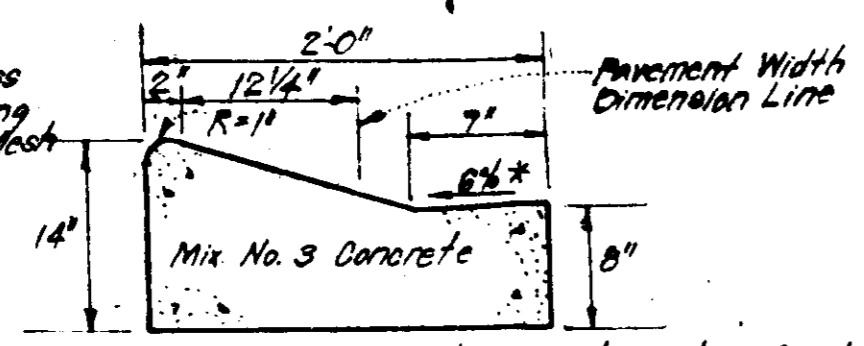 2'-0"
2"
12¼"
R=1"
Pavement Width
Dimension Line
7"
6% *
14"
Mix No. 3 Concrete
8"